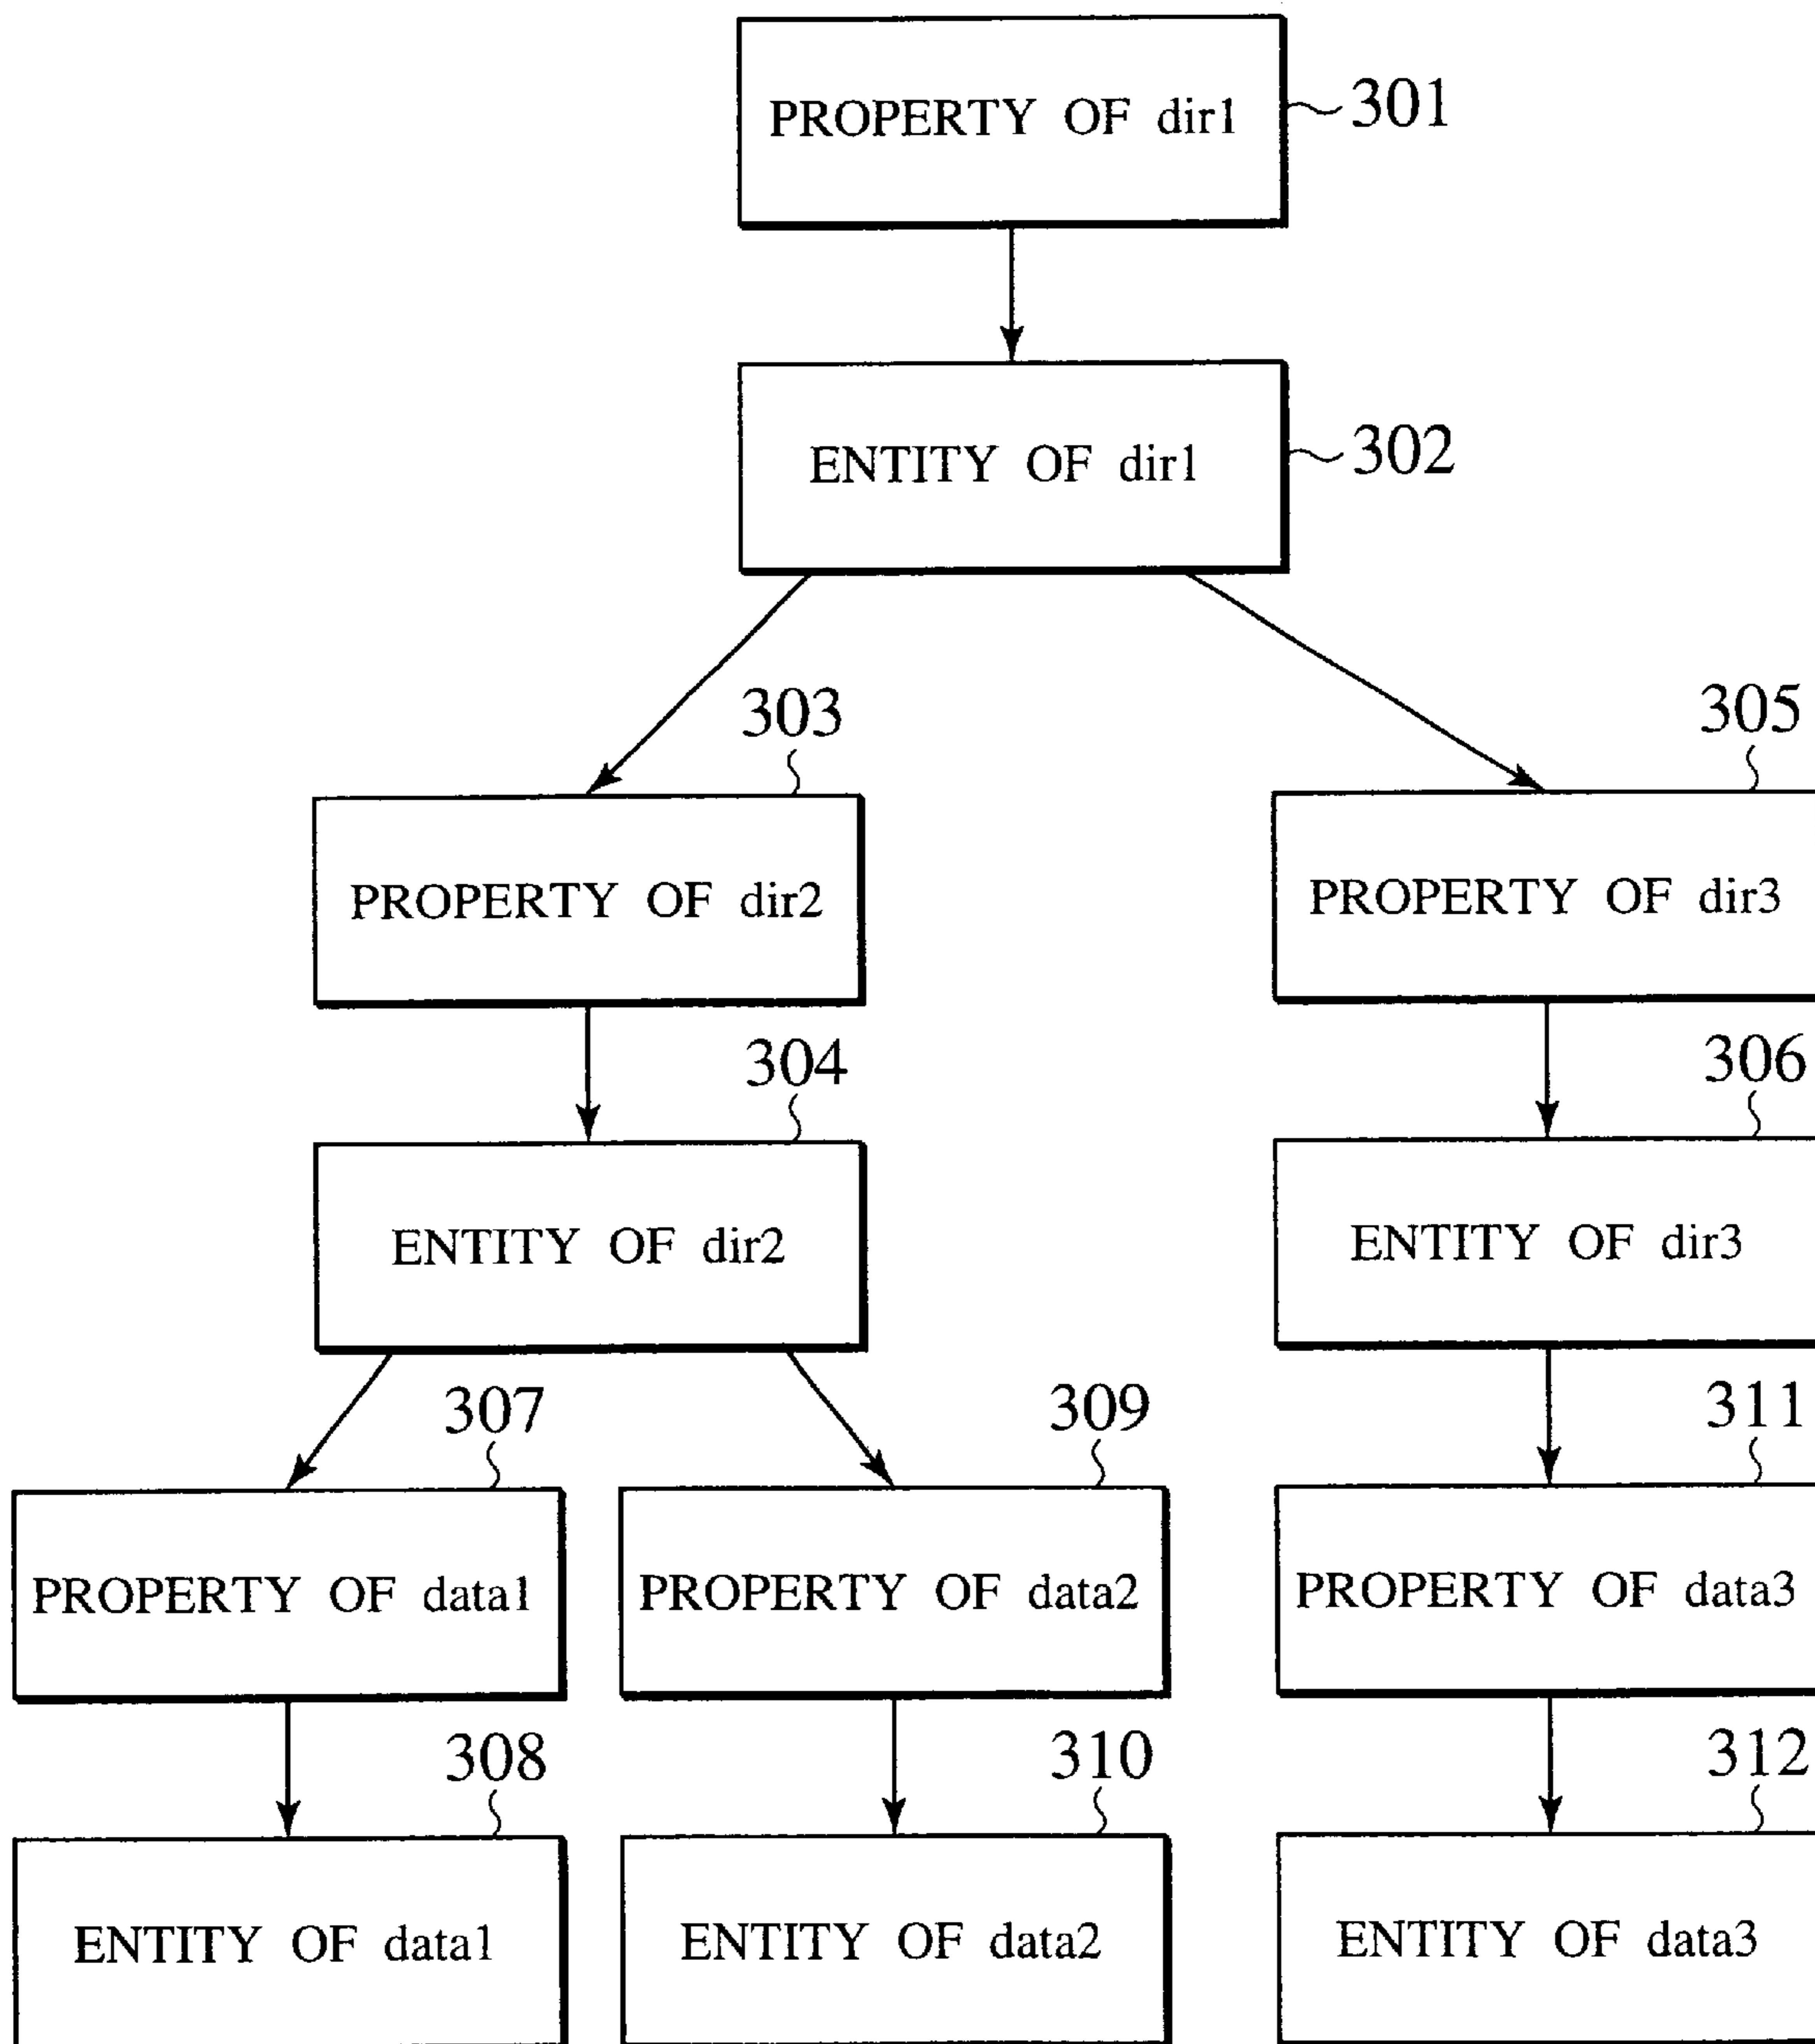 PROPERTY OF dir1
301
ENTITY OF dir1
302
303
305
PROPERTY OF dir2
PROPERTY OF dir3
304
306
ENTITY OF dir2
ENTITY OF dir3
307
309
311
PROPERTY OF data1
PROPERTY OF data2
PROPERTY OF data3
308
310
312
ENTITY OF data1
ENTITY OF data2
ENTITY OF data3